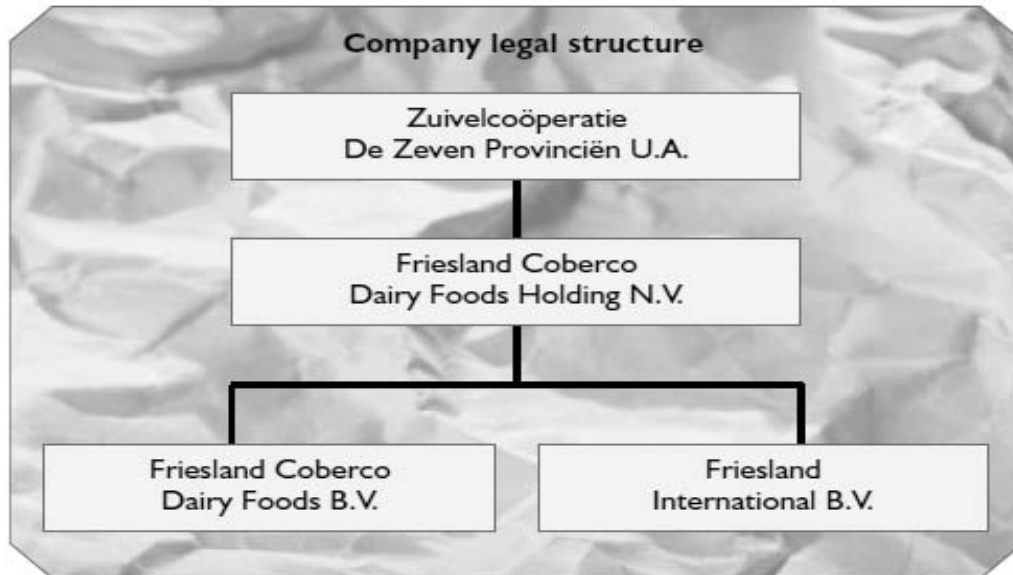 Company legal structure
Zuivelcoöperatie
De Zeven Provinciën U.A.
Friesland Coberco
Dairy Foods Holding N.V.
Friesland Coberco
Dairy Foods B.V.
Friesland
International B.V.